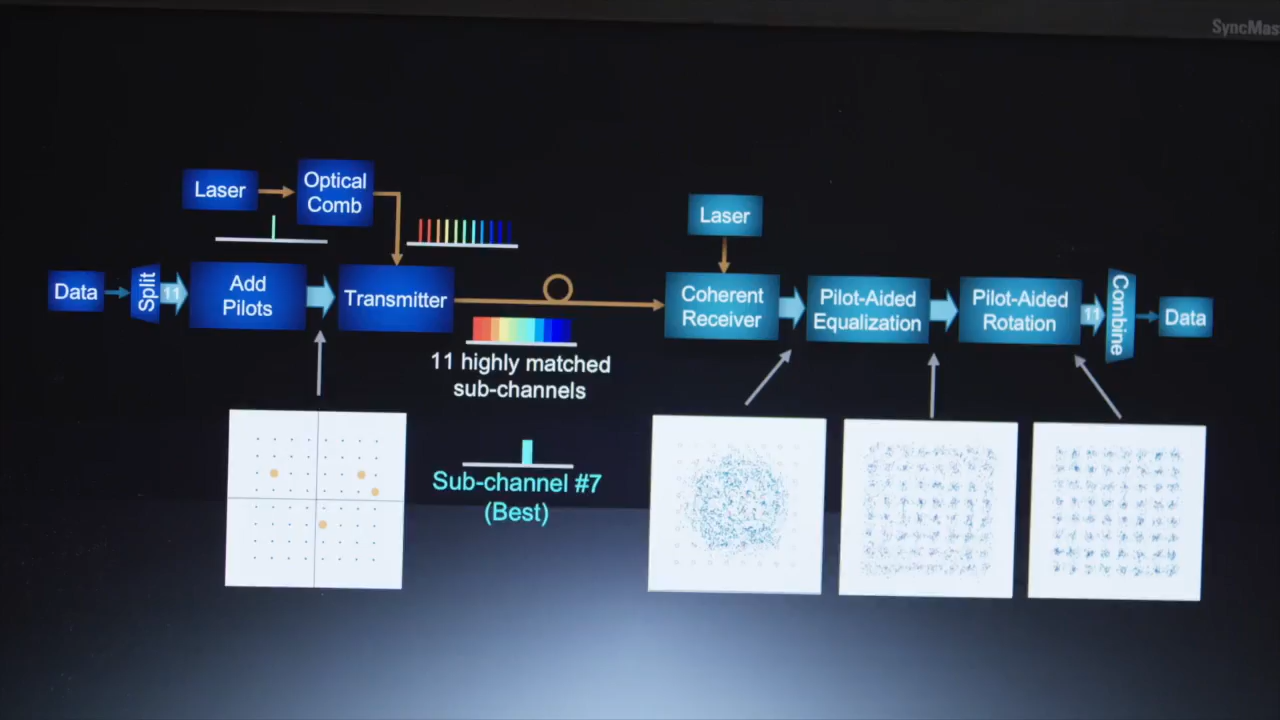 SyncMas
Laser
Optical
Comb
Laser
Data
Split
11
Add
Pilots
Transmitter
Coherent
Receiver
Pilot-Aided
Equalization
Pilot-Aided
Rotation
11
Combine
Data
11 highly matched
sub-channels
Sub-channel #7
(Best)